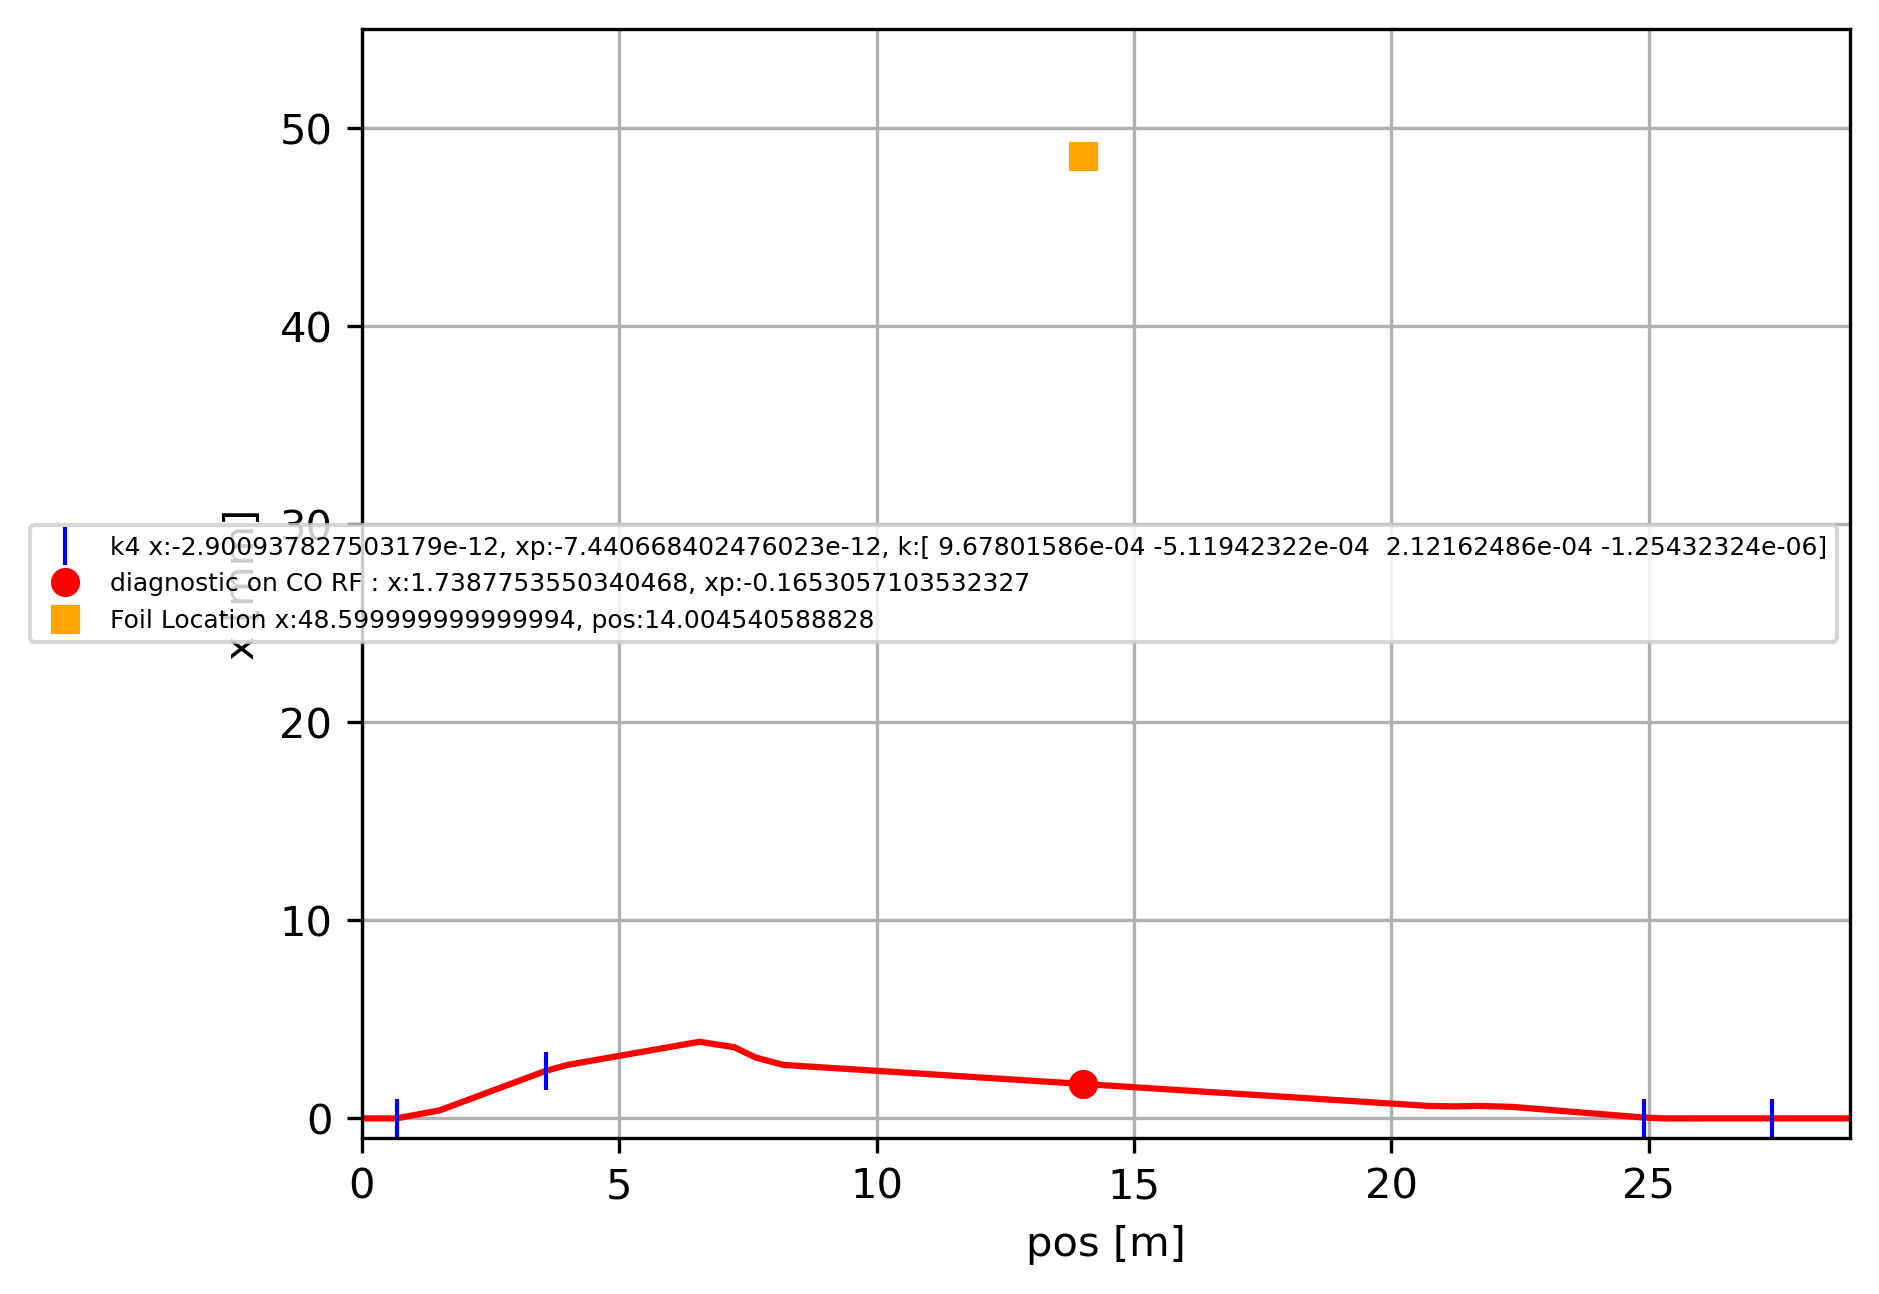 50
40
30
20
10
0
x [mm]
k4 x:-2.900937827503179e-12, xp:-7.440668402476023e-12, k:[ 9.67801586e-04 -5.11942322e-04  2.12162486e-04 -1.25432324e-06]
diagnostic on CO RF : x:1.7387753550340468, xp:-0.1653057103532327
Foil Location x:48.599999999999994, pos:14.004540588828
0 5 10 15 20 25
pos [m]